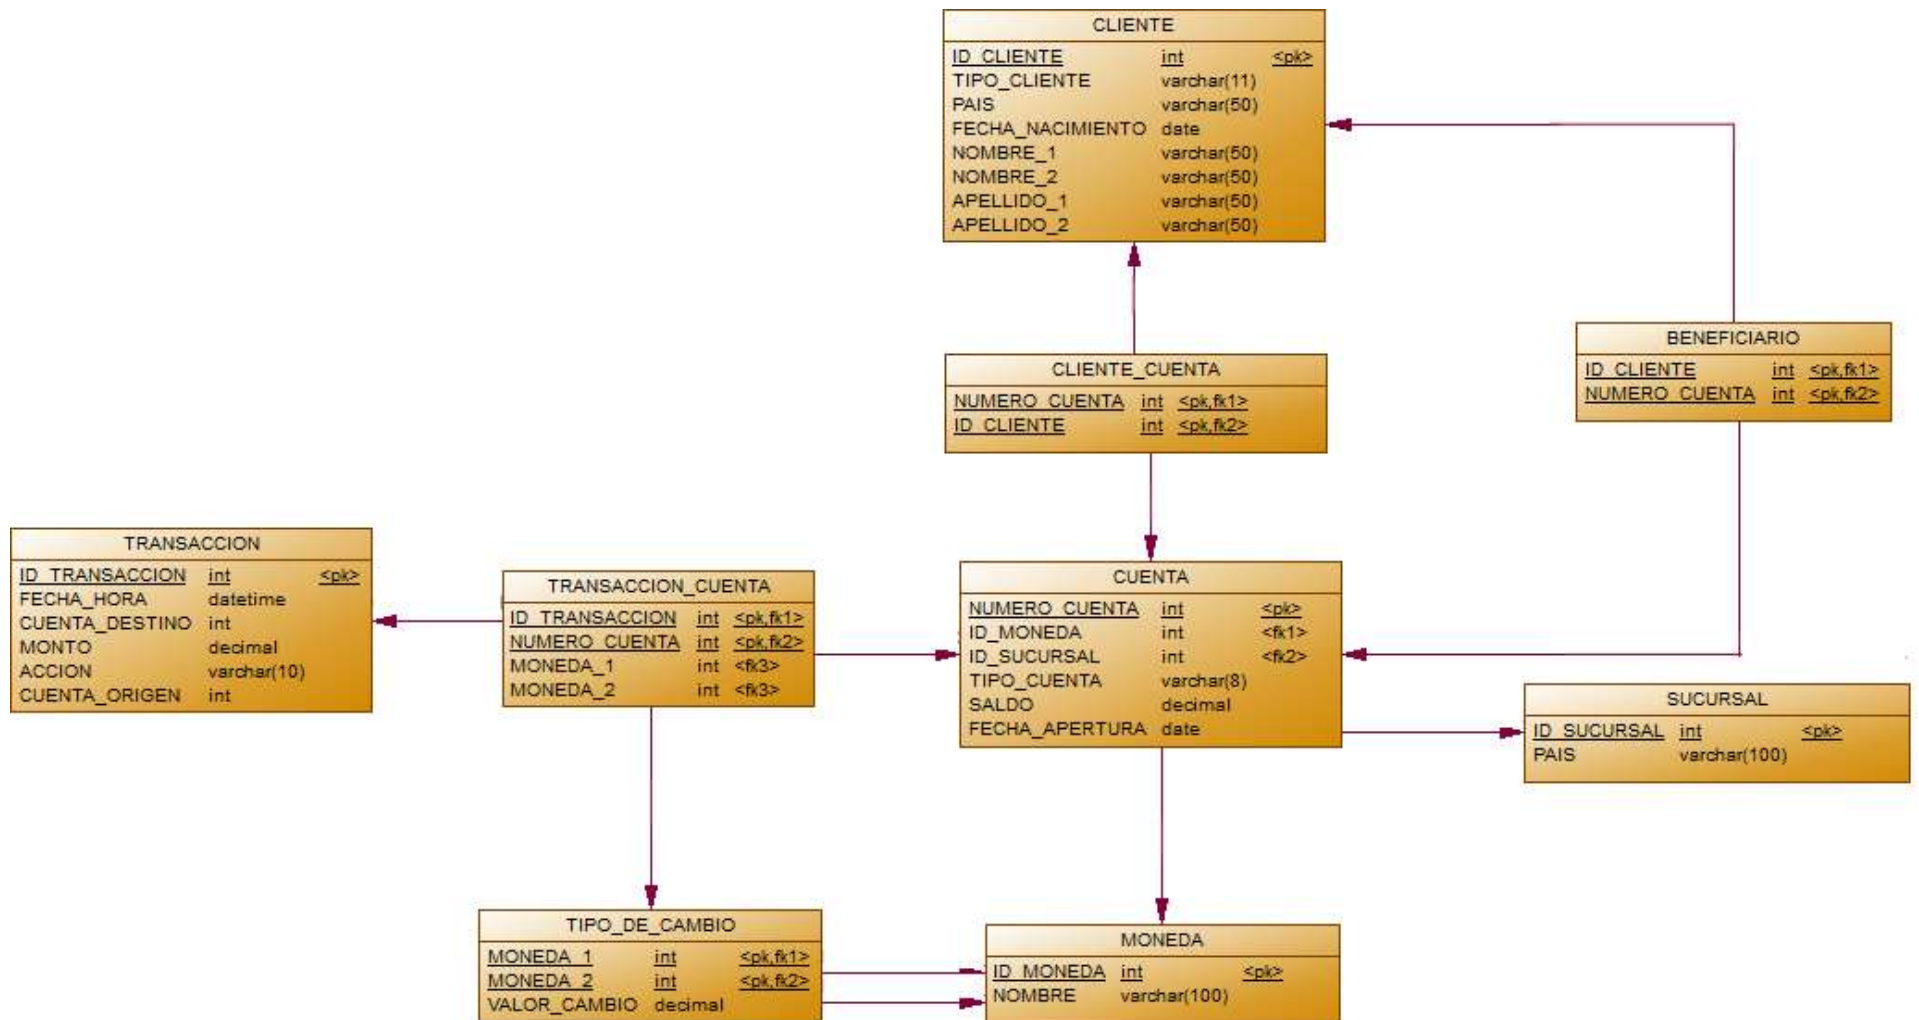 CLIENTE
ID_CLIENTE int <pk>
TIPO_CLIENTE varchar(11)
PAIS varchar(50)
FECHA_NACIMIENTO date
NOMBRE_1 varchar(50)
NOMBRE_2 varchar(50)
APELLIDO_1 varchar(50)
APELLIDO_2 varchar(50)
CLIENTE_CUENTA
NUMERO_CUENTA int <pk,fk1>
ID_CLIENTE int <pk,fk2>
BENEFICIARIO
ID_CLIENTE int <pk,fk1>
NUMERO_CUENTA int <pk,fk2>
TRANSACCION
ID_TRANSACCION int <pk>
FECHA_HORA datetime
CUENTA_DESTINO int
MONTO decimal
ACCION varchar(10)
CUENTA_ORIGEN int
TRANSACCION_CUENTA
ID_TRANSACCION int <pk,fk1>
NUMERO_CUENTA int <pk,fk2>
MONEDA_1 int <fk3>
MONEDA_2 int <fk3>
CUENTA
NUMERO_CUENTA int <pk>
ID_MONEDA int <fk1>
ID_SUCURSAL int <fk2>
TIPO_CUENTA varchar(8)
SALDO decimal
FECHA_APERTURA date
SUCURSAL
ID_SUCURSAL int <pk>
PAIS varchar(100)
TIPO_DE_CAMBIO
MONEDA_1 int <pk,fk1>
MONEDA_2 int <pk,fk2>
VALOR_CAMBIO decimal
MONEDA
ID_MONEDA int <pk>
NOMBRE varchar(100)